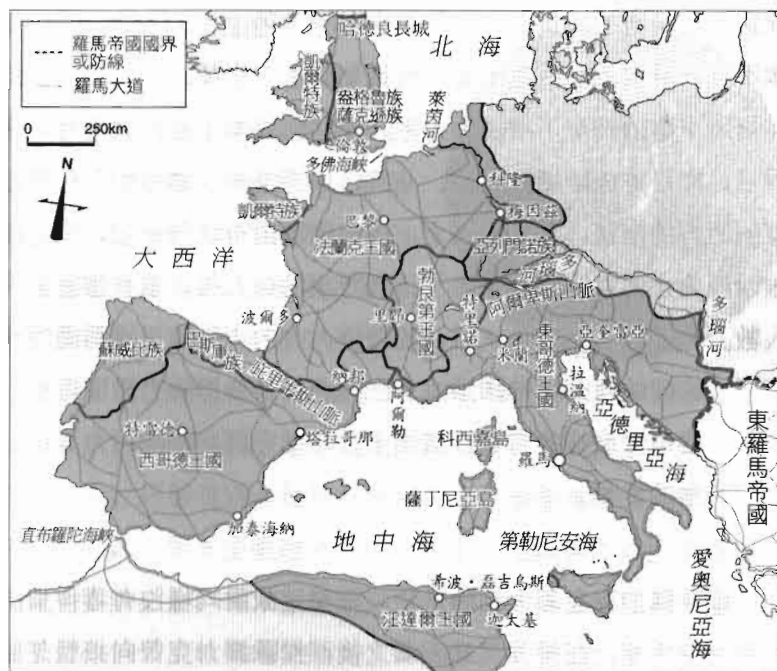 羅馬帝國國界
或防線
羅馬大道
0 250km
N
哈德良長城
北海
凱爾特族
盎格魯族
薩克遜族
倫敦
萊茵河
多佛海峽
科隆
凱爾特族
巴黎
梅因茲
法蘭克王國
亞列門諾族
大西洋
多瑙河
勃艮第王國
阿爾卑斯山脈
多瑙河
波爾多
里昂
特里諾
米蘭
東哥德王國
亞奎雷亞
蘇威比族
巴斯庫族
庇里牛斯山脈
納邦
阿爾勒
拉溫納
亞德里亞海
東羅馬帝國
特雷德
塔拉哥那
科西嘉島
西哥德王國
羅馬
薩丁尼亞島
加泰海納
直布羅陀海峽
地中海
第勒尼安海
愛奧尼亞海
希波・磊吉烏斯
汪達爾王國
迦太基